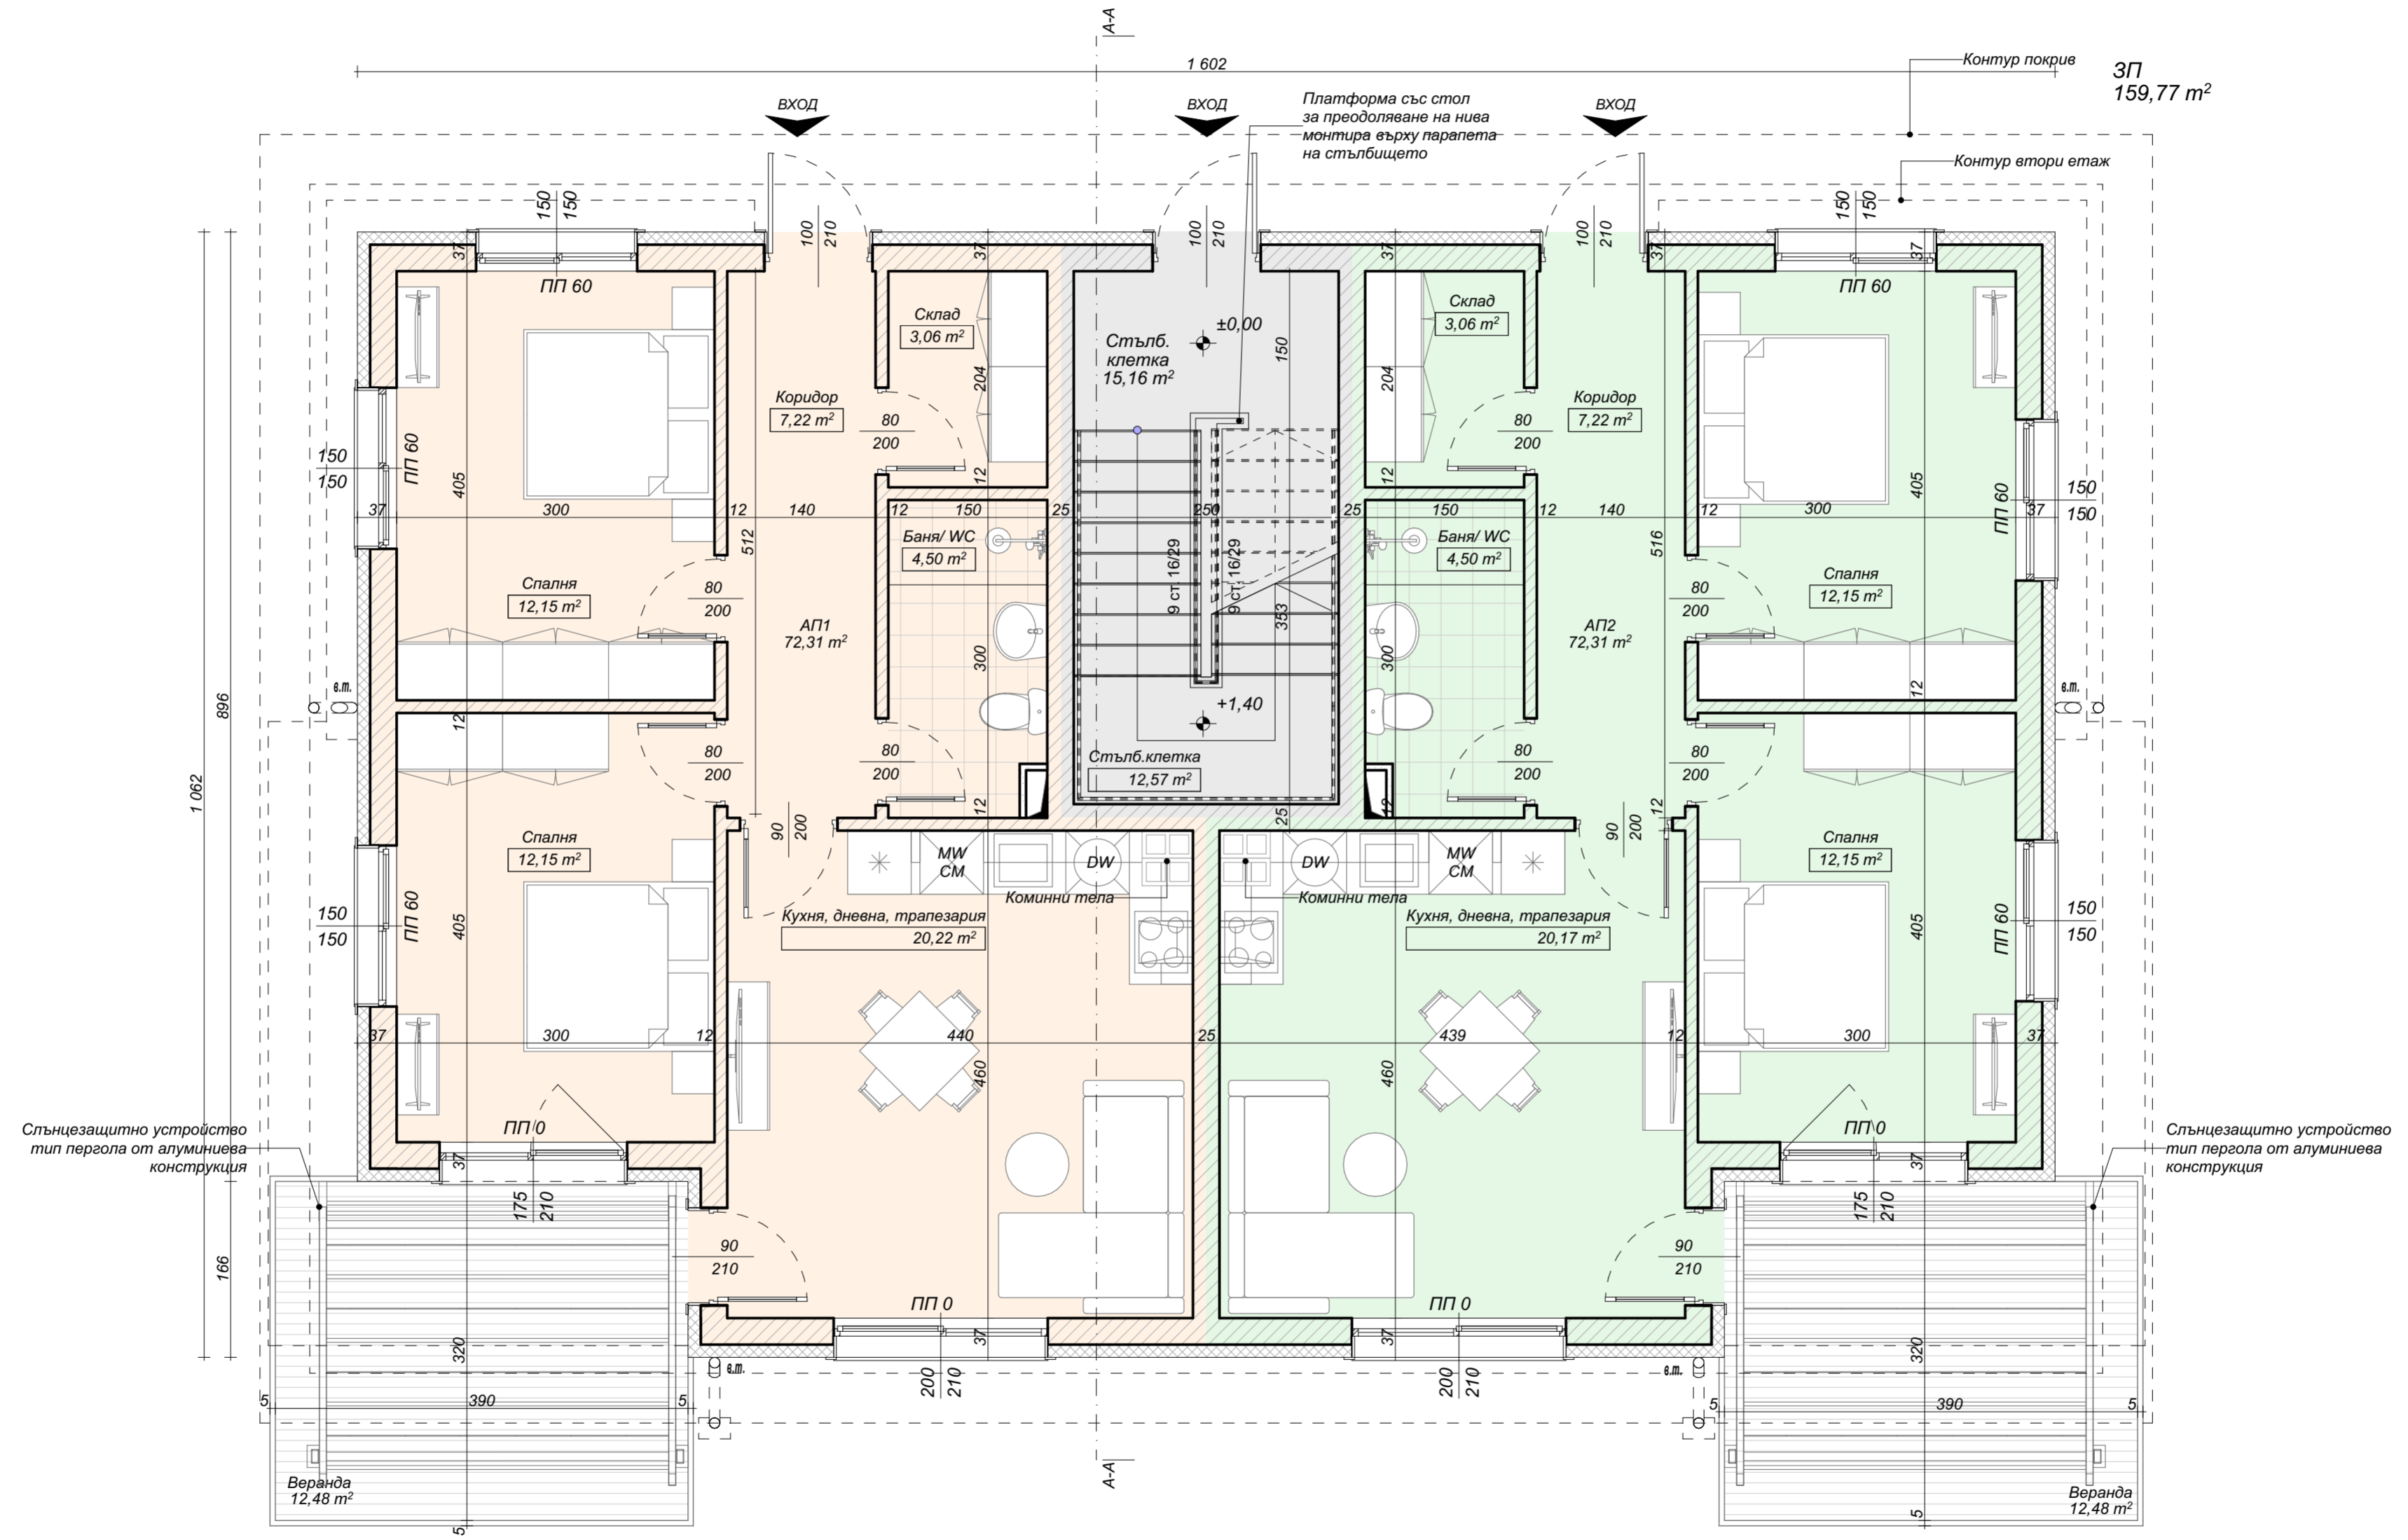 A-A
1 602
Контур покрив
ЗП
159,77 m²
ВХОД
ВХОД
ВХОД
Платформа със стол
за преодоляване на нива
монтира върху парапета
на стълбището
Контур втори етаж
150
150
100
210
100
210
100
210
150
150
37
37
37
37
37
ПП 60
ПП 60
Склад
3,06 m²
±0,00
Стълб.
клетка
15,16 m²
150
Склад
3,06 m²
204
204
Коридор
7,22 m²
80
200
80
200
Коридор
7,22 m²
150
150
ПП 60
405
12
12
405
ПП 60
150
150
37
300
12
140
12
150
25
250
25
150
12
140
12
300
37
512
Баня/ WC
4,50 m²
9 ст.16/29
9 ст.16/29
Баня/ WC
4,50 m²
516
Спалня
12,15 m²
80
200
80
200
Спалня
12,15 m²
АП1
72,31 m²
353
АП2
72,31 m²
300
300
в.т.
в.т.
896
+1,40
12
12
80
200
80
200
Стълб.клетка
12,57 m²
80
200
80
200
1 062
12
25
12
12
90
200
90
200
Спалня
12,15 m²
MW
CM
DW
DW
MW
CM
Спалня
12,15 m²
Коминни тела
Коминни тела
150
150
ПП 60
405
Кухня, дневна, трапезария
20,22 m²
Кухня, дневна, трапезария
20,17 m²
405
ПП 60
150
150
37
300
12
440
25
439
12
300
37
460
460
Слънцезащитно устройство
тип пергола от алуминиева
конструкция
ПП 0
ПП 0
Слънцезащитно устройство
тип пергола от алуминиева
конструкция
37
37
175
210
175
210
166
90
210
90
210
ПП 0
ПП 0
320
37
37
320
в.т.
в.т.
200
210
200
210
5
390
5
5
390
5
A-A
Веранда
12,48 m²
Веранда
12,48 m²
5
5